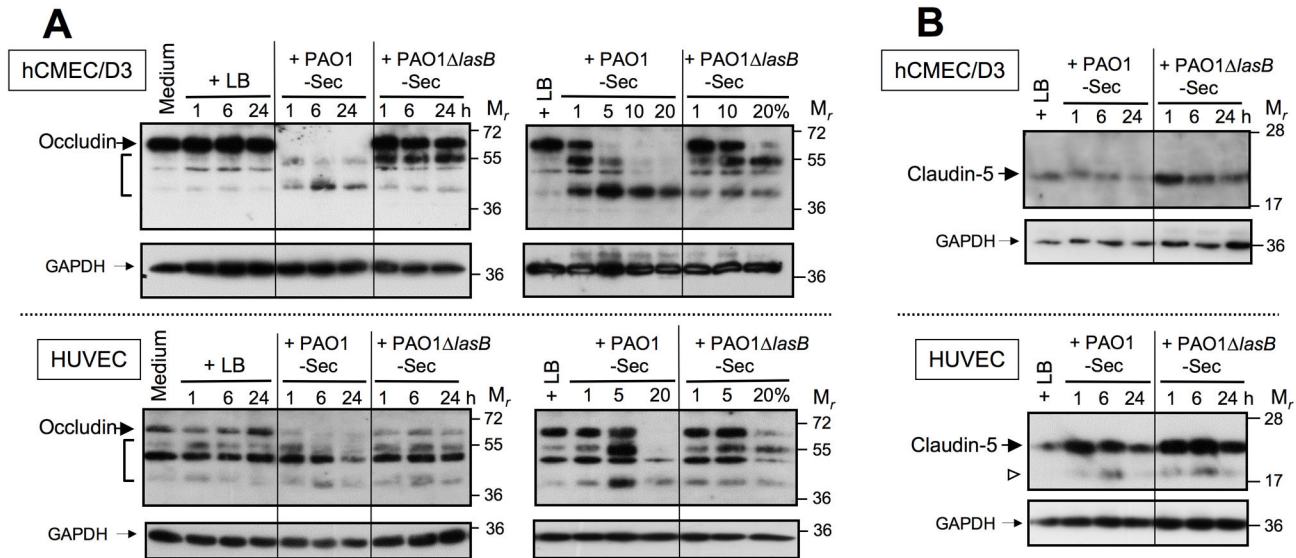 A
hCMEC/D3
Medium
+ LB
+ PAO1
-Sec
+ PAO1ΔlasB
-Sec
1 6 24 1 6 24 1 6 24 h Mr
Occludin
72
55
36
GAPDH
36
+ LB
+ PAO1
-Sec
+ PAO1ΔlasB
-Sec
1 5 10 20 1 10 20% Mr
72
55
36
36
HUVEC
Medium
+ LB
+ PAO1
-Sec
+ PAO1ΔlasB
-Sec
1 6 24 1 6 24 1 6 24 h Mr
Occludin
72
55
36
GAPDH
36
+ LB
+ PAO1
-Sec
+ PAO1ΔlasB
-Sec
1 5 20 1 5 20% Mr
72
55
36
36
B
hCMEC/D3
+ LB
+ PAO1
-Sec
+ PAO1ΔlasB
-Sec
1 6 24 1 6 24 h Mr
28
Claudin-5
17
GAPDH
36
HUVEC
+ LB
+ PAO1
-Sec
+ PAO1ΔlasB
-Sec
1 6 24 1 6 24 h Mr
28
Claudin-5
17
GAPDH
36